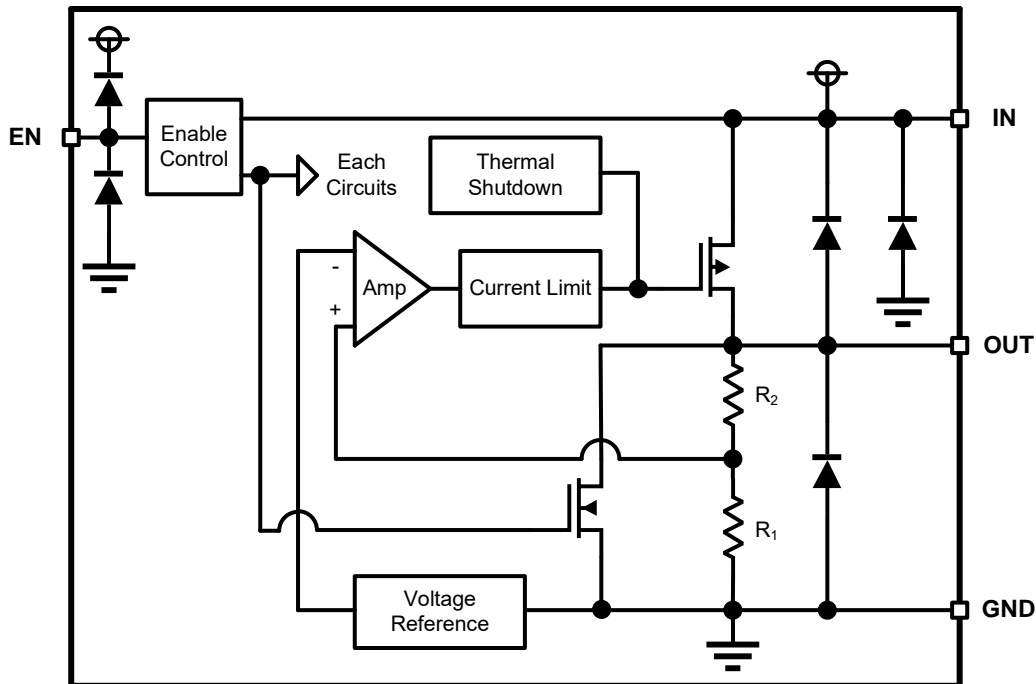 EN
Enable
Control
Each
Circuits
Thermal
Shutdown
IN
-
+
Amp
Current Limit
OUT
R2
R1
Voltage
Reference
GND